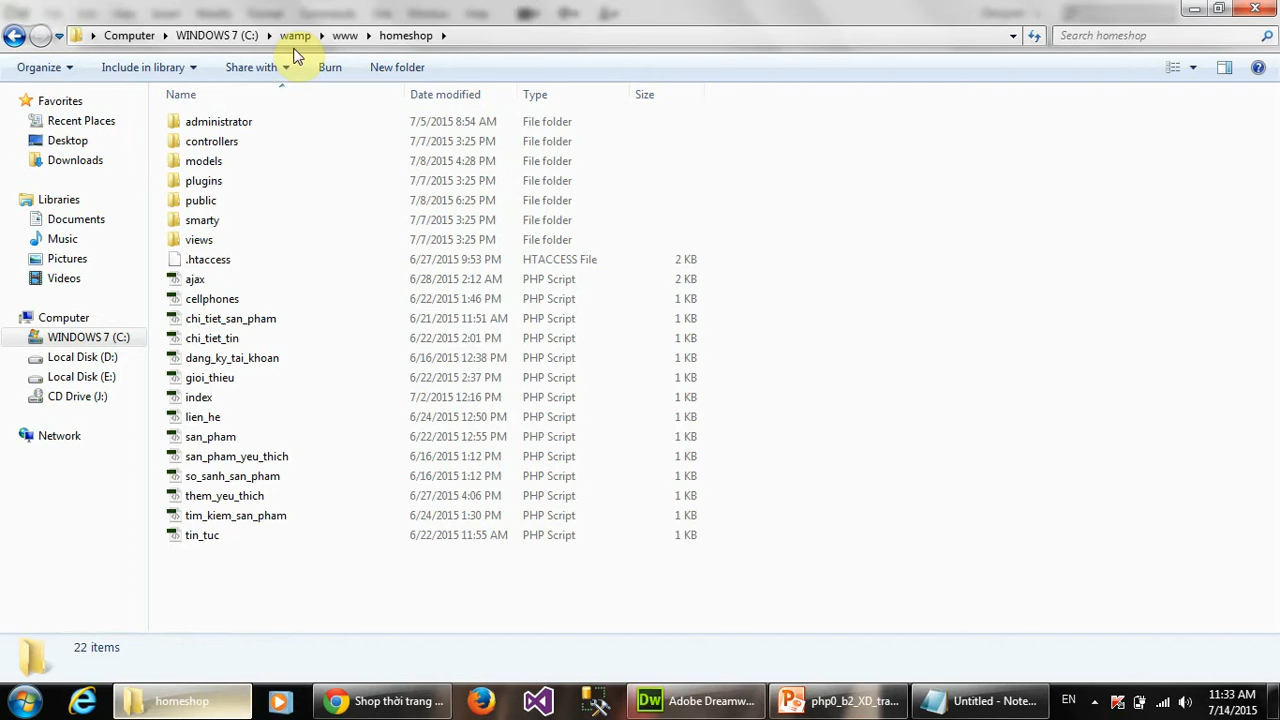 Computer WINDOWS 7 (C:) wamp www homeshop Search homeshop
Organize Include in library Share with Burn New folder
Name Date modified Type Size
Favorites
Recent Places
Desktop
Downloads
Libraries
Documents
Music
Pictures
Videos
Computer
WINDOWS 7 (C:)
Local Disk (D:)
Local Disk (E:)
CD Drive (J:)
Network
administrator 7/5/2015 8:54 AM File folder
controllers 7/7/2015 3:25 PM File folder
models 7/8/2015 4:28 PM File folder
plugins 7/7/2015 3:25 PM File folder
public 7/8/2015 6:25 PM File folder
smarty 7/7/2015 3:25 PM File folder
views 7/7/2015 3:25 PM File folder
.htaccess 6/27/2015 9:53 PM HTACCESS File 2 KB
ajax 6/28/2015 2:12 AM PHP Script 2 KB
cellphones 6/22/2015 1:46 PM PHP Script 1 KB
chi_tiet_san_pham 6/21/2015 11:51 AM PHP Script 1 KB
chi_tiet_tin 6/22/2015 2:01 PM PHP Script 1 KB
dang_ky_tai_khoan 6/16/2015 12:38 PM PHP Script 1 KB
gioi_thieu 6/22/2015 2:37 PM PHP Script 1 KB
index 7/2/2015 12:16 PM PHP Script 1 KB
lien_he 6/24/2015 12:50 PM PHP Script 1 KB
san_pham 6/22/2015 12:55 PM PHP Script 1 KB
san_pham_yeu_thich 6/16/2015 1:12 PM PHP Script 1 KB
so_sanh_san_pham 6/16/2015 1:12 PM PHP Script 1 KB
them_yeu_thich 6/27/2015 4:06 PM PHP Script 1 KB
tim_kiem_san_pham 6/24/2015 1:30 PM PHP Script 1 KB
tin_tuc 6/22/2015 11:55 AM PHP Script 1 KB
22 items
homeshop Shop thời trang ... Dw Adobe Dreamw... php0_b2_XD_tra... Untitled - Note... EN 11:33 AM
7/14/2015